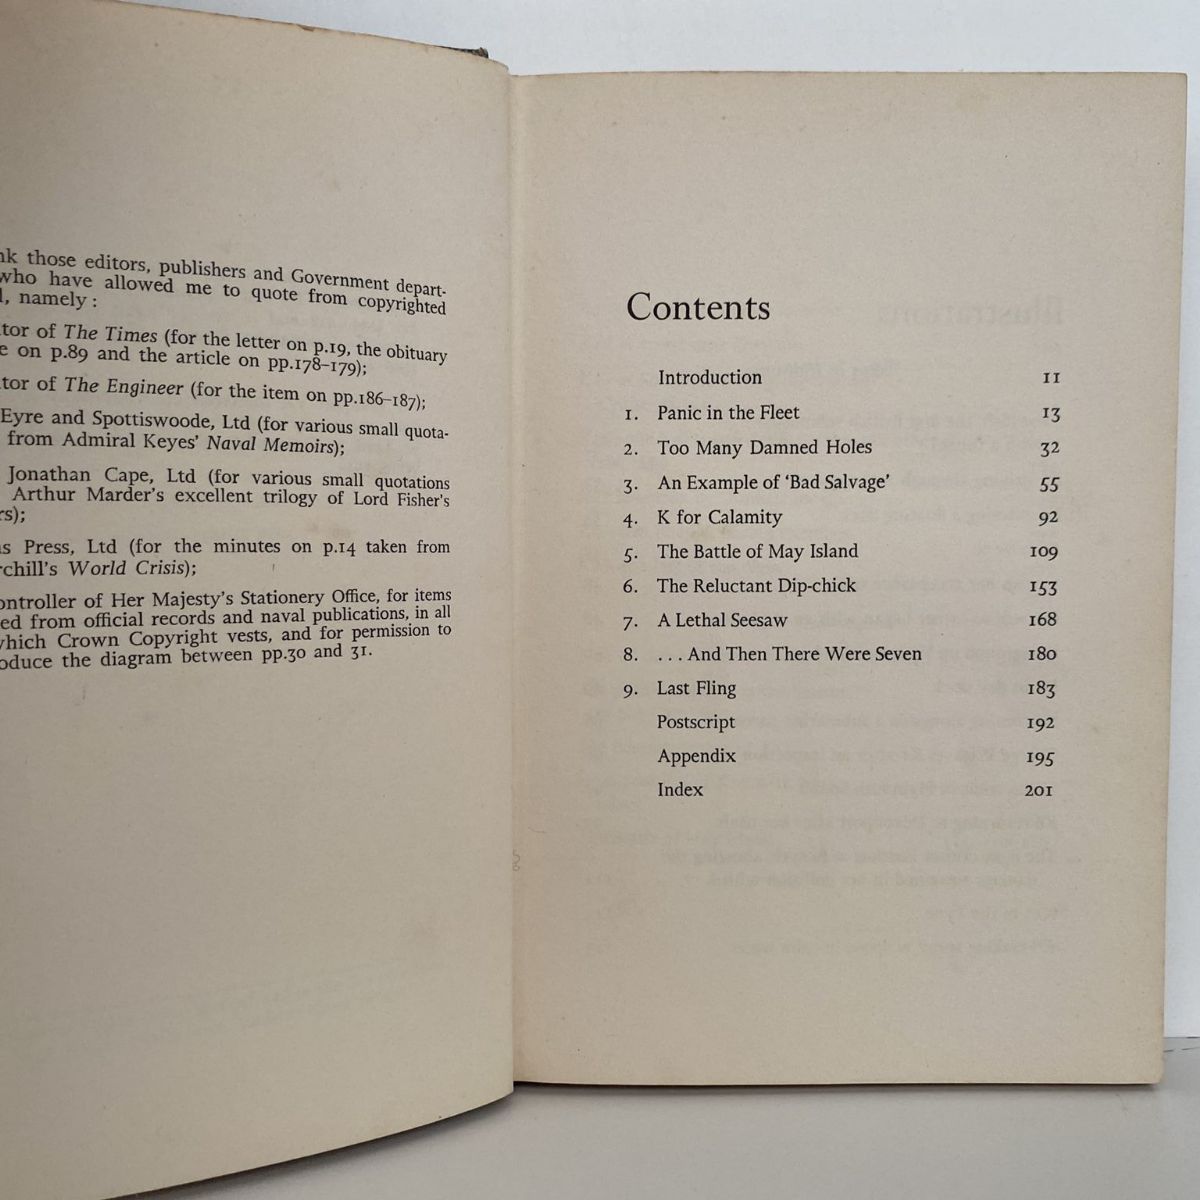 nk those editors, publishers and Government depart-
who have allowed me to quote from copyrighted
l, namely:
tor of The Times (for the letter on p.19, the obituary
e on p.89 and the article on pp.178–179);
tor of The Engineer (for the item on pp.186–187);
Eyre and Spottiswoode, Ltd (for various small quota-
from Admiral Keyes' Naval Memoirs);
Jonathan Cape, Ltd (for various small quotations
Arthur Marder's excellent trilogy of Lord Fisher's
rs);
s Press, Ltd (for the minutes on p.14 taken from
rchill's World Crisis);
ontroller of Her Majesty's Stationery Office, for items
ed from official records and naval publications, in all
which Crown Copyright vests, and for permission to
oduce the diagram between pp.30 and 31.
Contents
Introduction 11
1. Panic in the Fleet 13
2. Too Many Damned Holes 32
3. An Example of 'Bad Salvage' 55
4. K for Calamity 92
5. The Battle of May Island 109
6. The Reluctant Dip-chick 153
7. A Lethal Seesaw 168
8. ...And Then There Were Seven 180
9. Last Fling 183
Postscript 192
Appendix 195
Index 201